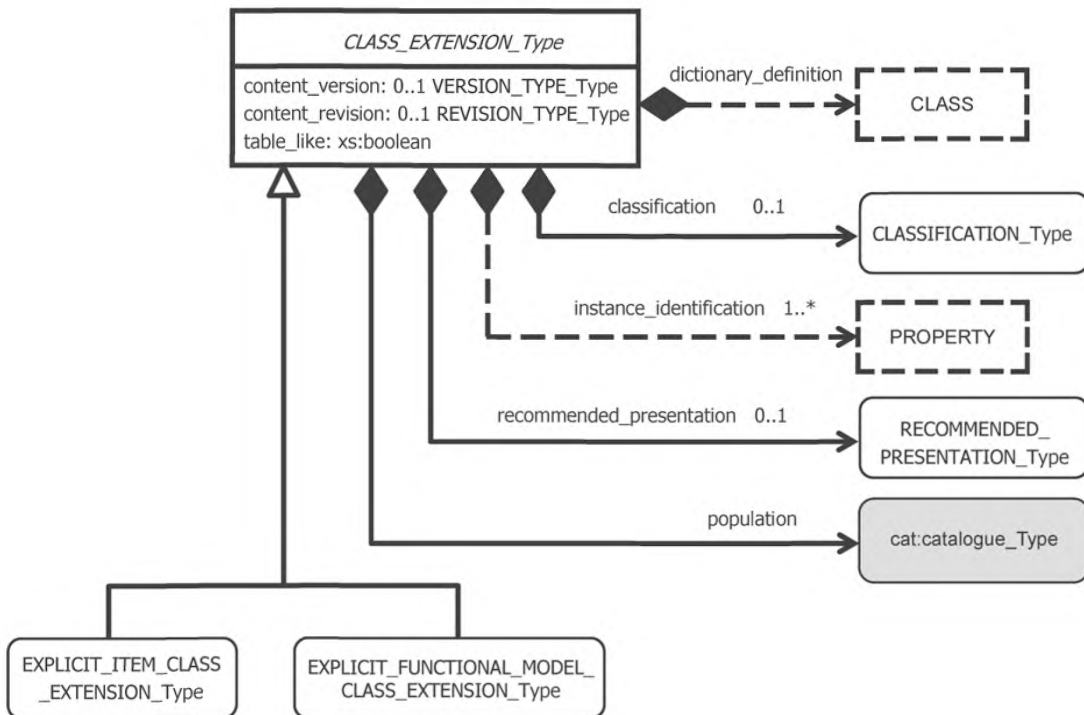 CLASS_EXTENSION_Type
content_version: 0..1 VERSION_TYPE_Type
content_revision: 0..1 REVISION_TYPE_Type
table_like: xs:boolean
dictionary_definition
CLASS
classification 0..1
CLASSIFICATION_Type
instance_identification 1..*
PROPERTY
recommended_presentation 0..1
RECOMMENDED_
PRESENTATION_Type
population
cat:catalogue_Type
EXPLICIT_ITEM_CLASS
_EXTENSION_Type
EXPLICIT_FUNCTIONAL_MODEL_
CLASS_EXTENSION_Type